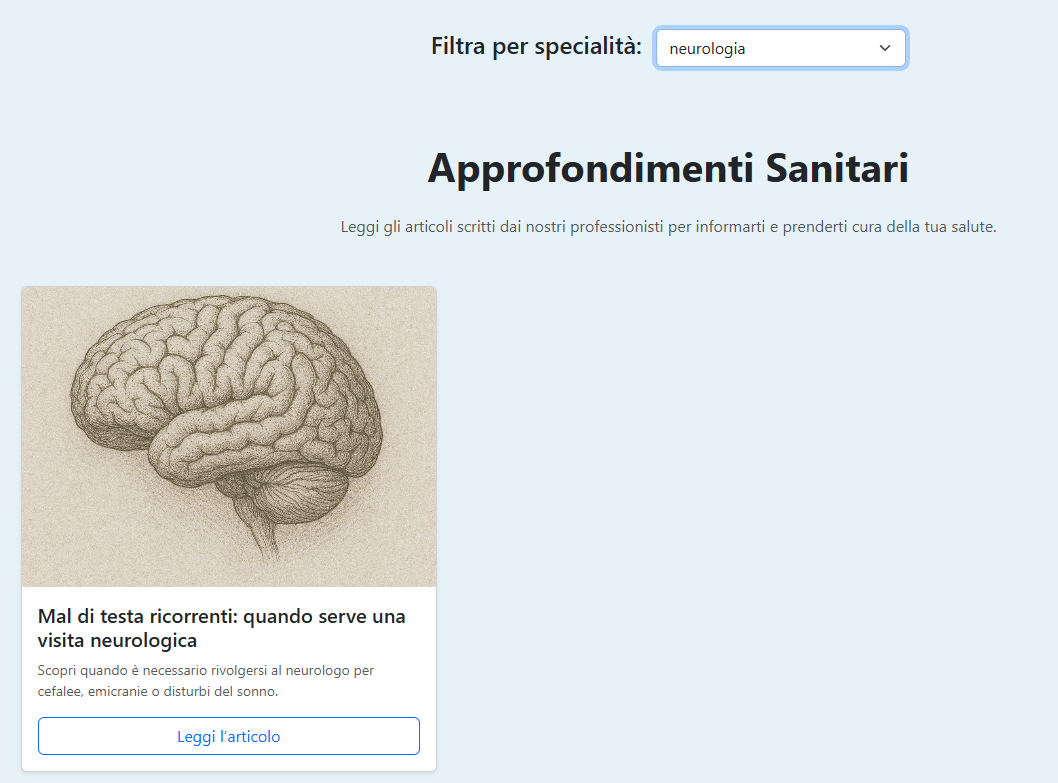 Filtra per specialità:
neurologia
Approfondimenti Sanitari
Leggi gli articoli scritti dai nostri professionisti per informarti e prenderti cura della tua salute.
Mal di testa ricorrenti: quando serve una
visita neurologica
Scopri quando è necessario rivolgersi al neurologo per
cefalee, emicranie o disturbi del sonno.
Leggi l’articolo